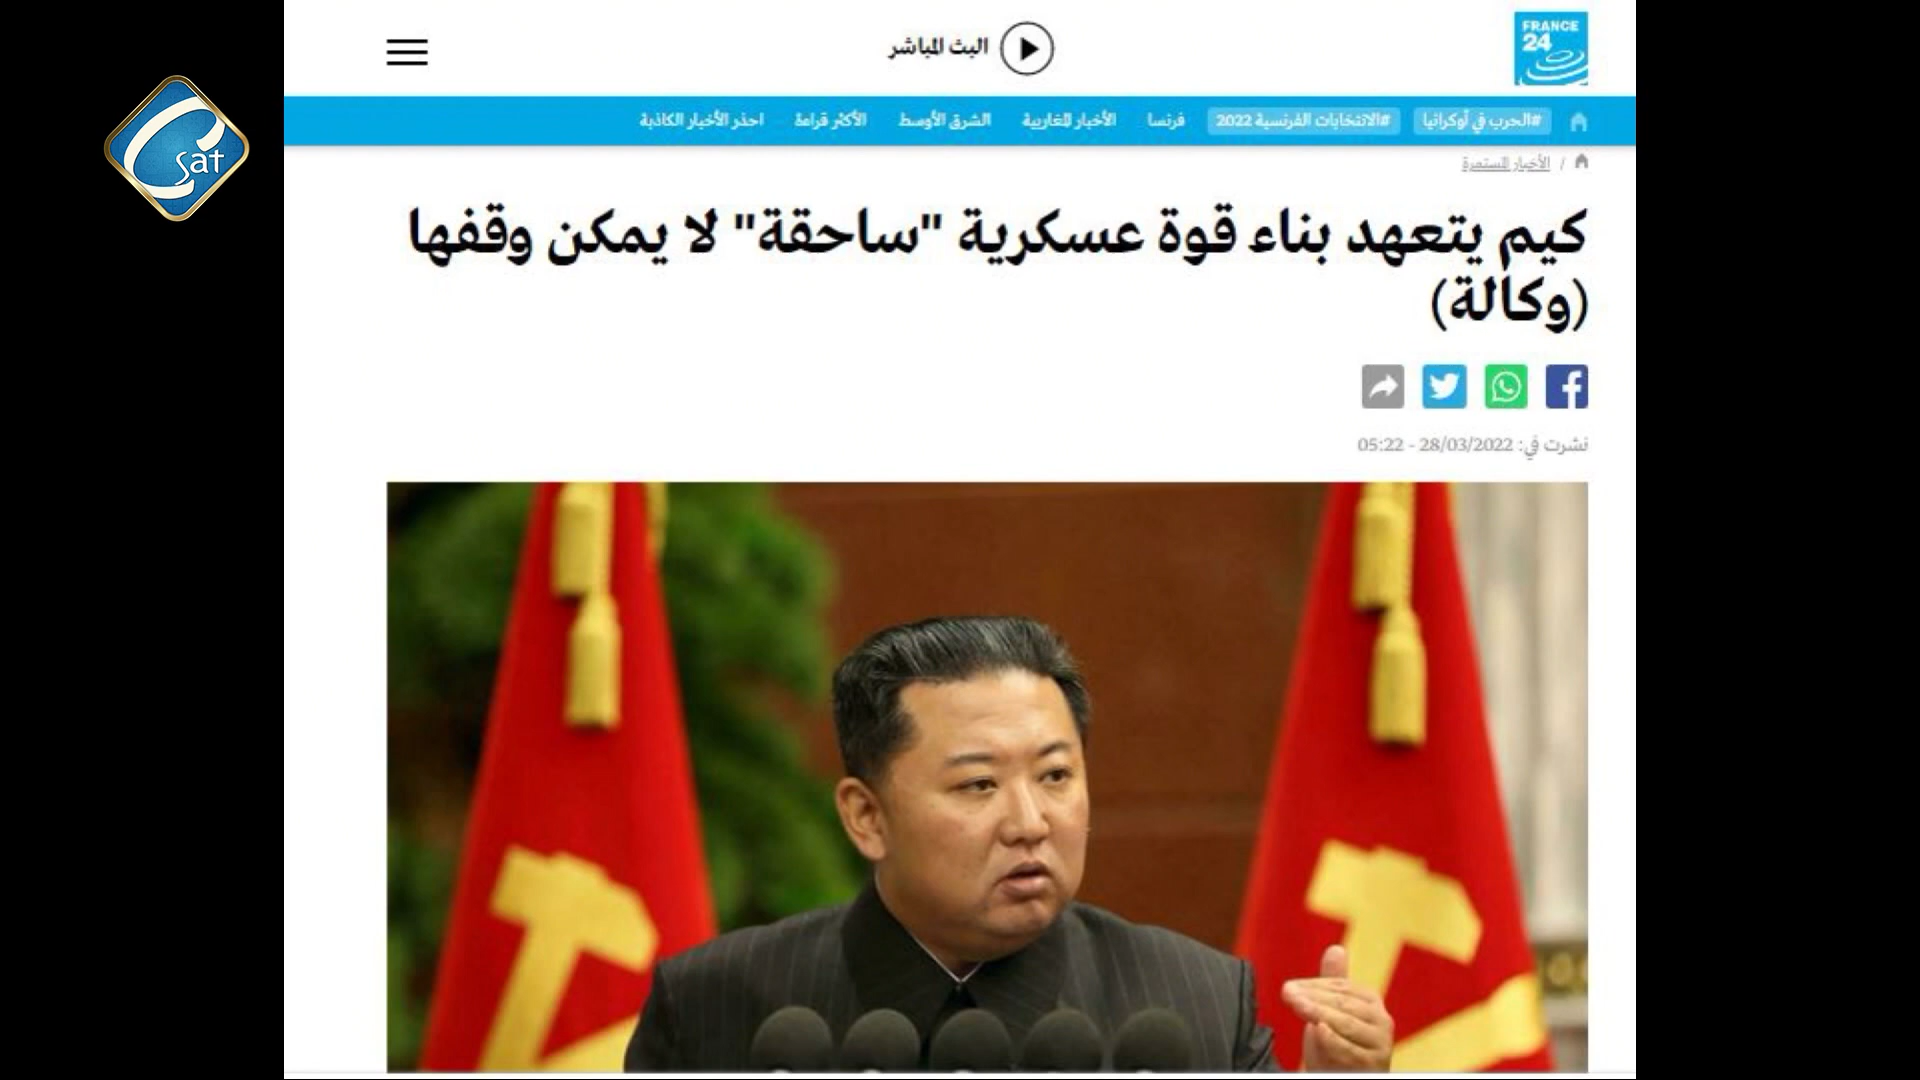 FRANCE
24
البث المباشر
sat
#الحرب في أوكرانيا #الانتخابات الفرنسية 2022 فرنسا الأخبار المغاربية الشرق الأوسط الأكثر قراءة احذر الأخبار الكاذبة
/ الأخبار المستمرة
كيم يتعهد بناء قوة عسكرية "ساحقة" لا يمكن وقفها
(وكالة)
نشرت في: 28/03/2022 - 05:22